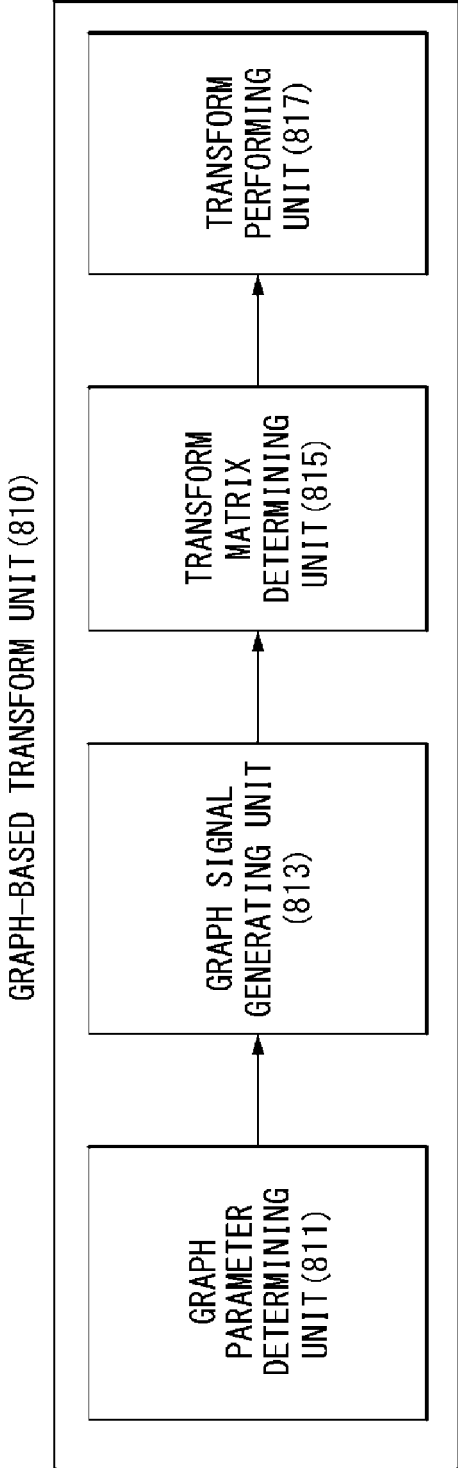 GRAPH-BASED TRANSFORM UNIT(810)
GRAPH
PARAMETER
DETERMINING
UNIT(811)
GRAPH SIGNAL
GENERATING UNIT
(813)
TRANSFORM
MATRIX
DETERMINING
UNIT(815)
TRANSFORM
PERFORMING
UNIT(817)